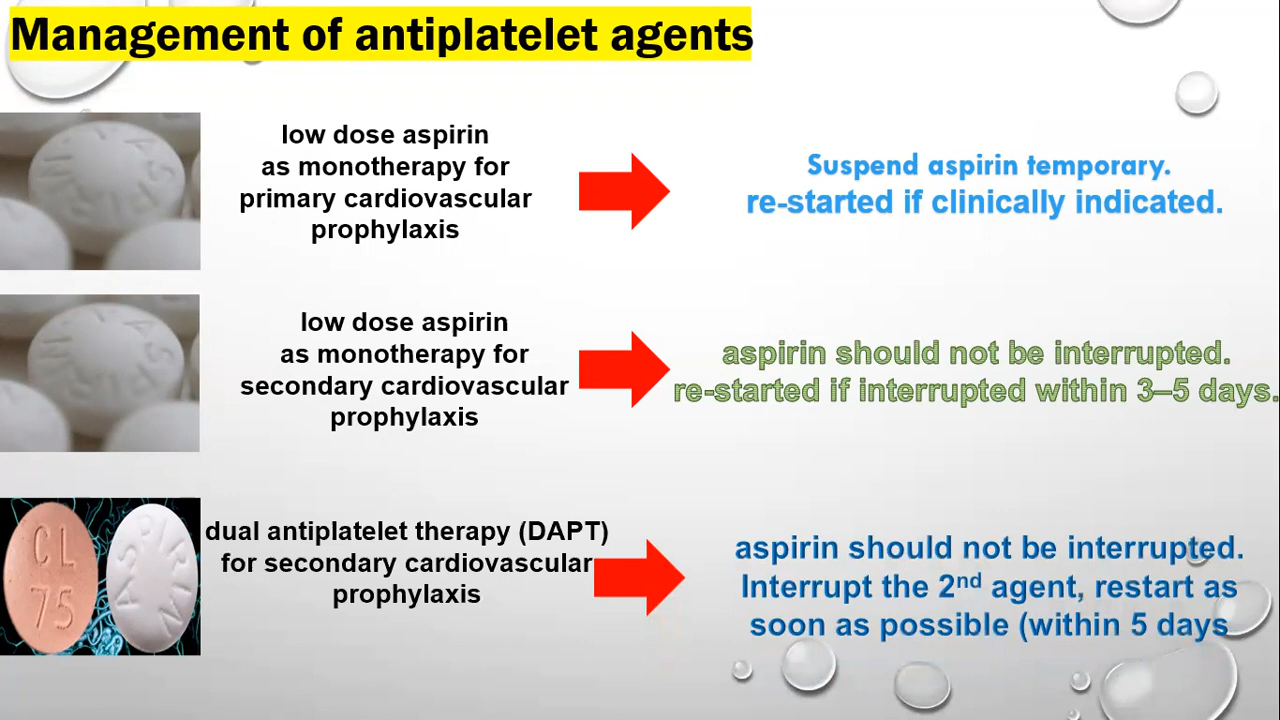 Management of antiplatelet agents
low dose aspirin
as monotherapy for
primary cardiovascular
prophylaxis
Suspend aspirin temporary.
re-started if clinically indicated.
low dose aspirin
as monotherapy for
secondary cardiovascular
prophylaxis
aspirin should not be interrupted.
re-started if interrupted within 3–5 days.
CL
75
ASPIRINA
dual antiplatelet therapy (DAPT)
for secondary cardiovascular
prophylaxis
aspirin should not be interrupted.
Interrupt the 2nd agent, restart as
soon as possible (within 5 days